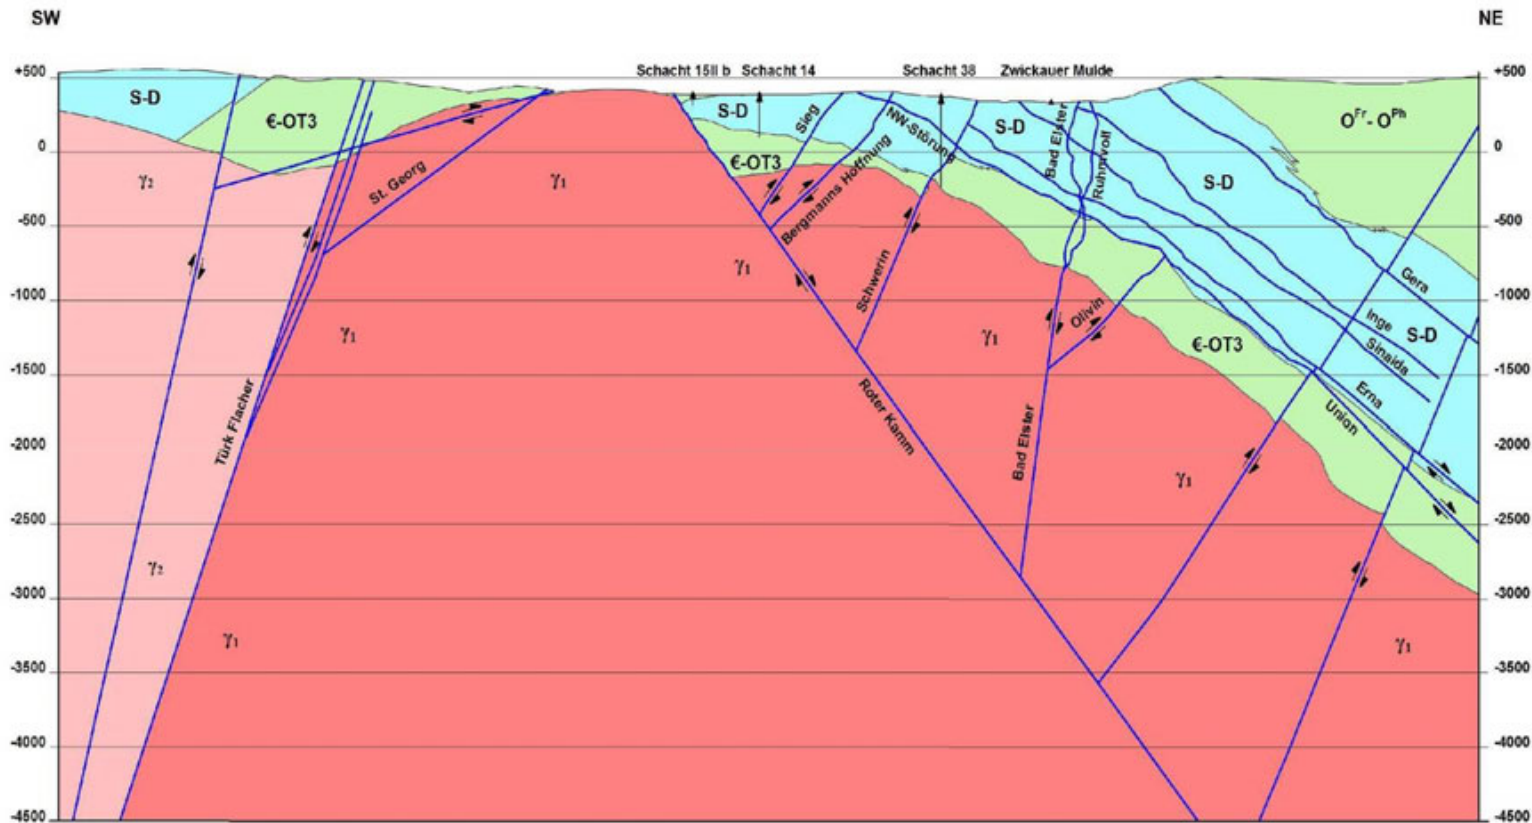 SW
NE
Schacht 15II b
Schacht 14
Schacht 38
Zwickauer Mulde
+500
+500
S-D
€-OT3
S-D
Sieg
NW-Störung
S-D
Bad Elster
Ruhmvoll
O^Fr - O^Ph
0
0
γ₂
St. Georg
γ₁
€-OT3
Bergmanns Hoffnung
S-D
-500
-500
γ₁
Schwerin
Gera
-1000
-1000
γ₁
γ₁
Olivin
€-OT3
Inge
Sinaida
S-D
-1500
-1500
Türk Flacher
Roter Kamm
Bad Elster
Erna
Union
-2000
-2000
γ₁
-2500
-2500
γ₂
-3000
-3000
γ₁
γ₁
-3500
-3500
-4000
-4000
-4500
-4500